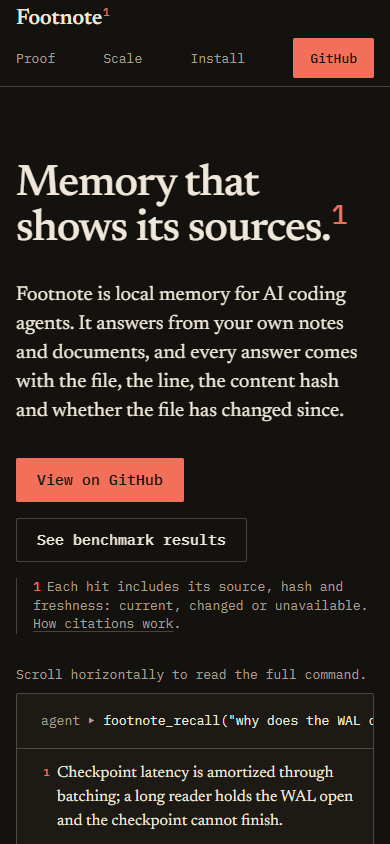 Footnote¹
Proof Scale Install GitHub
Memory that
shows its sources.¹
Footnote is local memory for AI coding
agents. It answers from your own notes
and documents, and every answer comes
with the file, the line, the content hash
and whether the file has changed since.
View on GitHub
See benchmark results
1 Each hit includes its source, hash and
freshness: current, changed or unavailable.
How citations work.
Scroll horizontally to read the full command.
agent ▸ footnote_recall("why does the WAL
1 Checkpoint latency is amortized through
batching; a long reader holds the WAL open
and the checkpoint cannot finish.